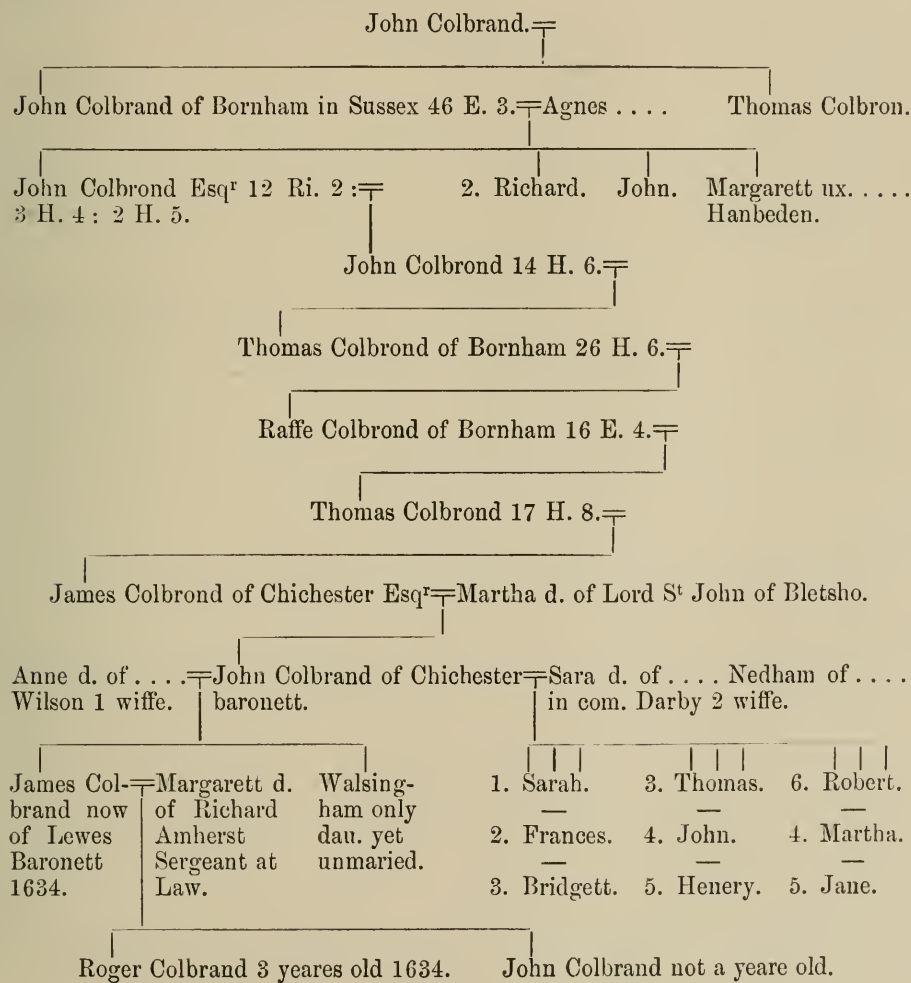 John Colbrand.
John Colbrand of Bornham in Sussex 46 E. 3. Agnes . . . . Thomas Colbron.
John Colbrond Esqr 12 Ri. 2 : 2. Richard. John. Margarett ux. . . . .
3 H. 4 : 2 H. 5. Hanbeden.
John Colbrond 14 H. 6.
Thomas Colbrond of Bornham 26 H. 6.
Raffe Colbrond of Bornham 16 E. 4.
Thomas Colbrond 17 H. 8.
James Colbrond of Chichester Esqr Martha d. of Lord St John of Bletsho.
Anne d. of . . . . John Colbrand of Chichester Sara d. of . . . . Nedham of . . . .
Wilson 1 wiffe. baronett. in com. Darby 2 wiffe.
James Col- Margarett d. Walsing- 1. Sarah. 3. Thomas. 6. Robert.
brand now of Richard ham only
of Lewes Amherst dau. yet 2. Frances. 4. John. 4. Martha.
Baronett Sergeant at unmaried.
1634. Law. 3. Bridgett. 5. Henery. 5. Jane.
Roger Colbrand 3 yeares old 1634. John Colbrand not a yeare old.